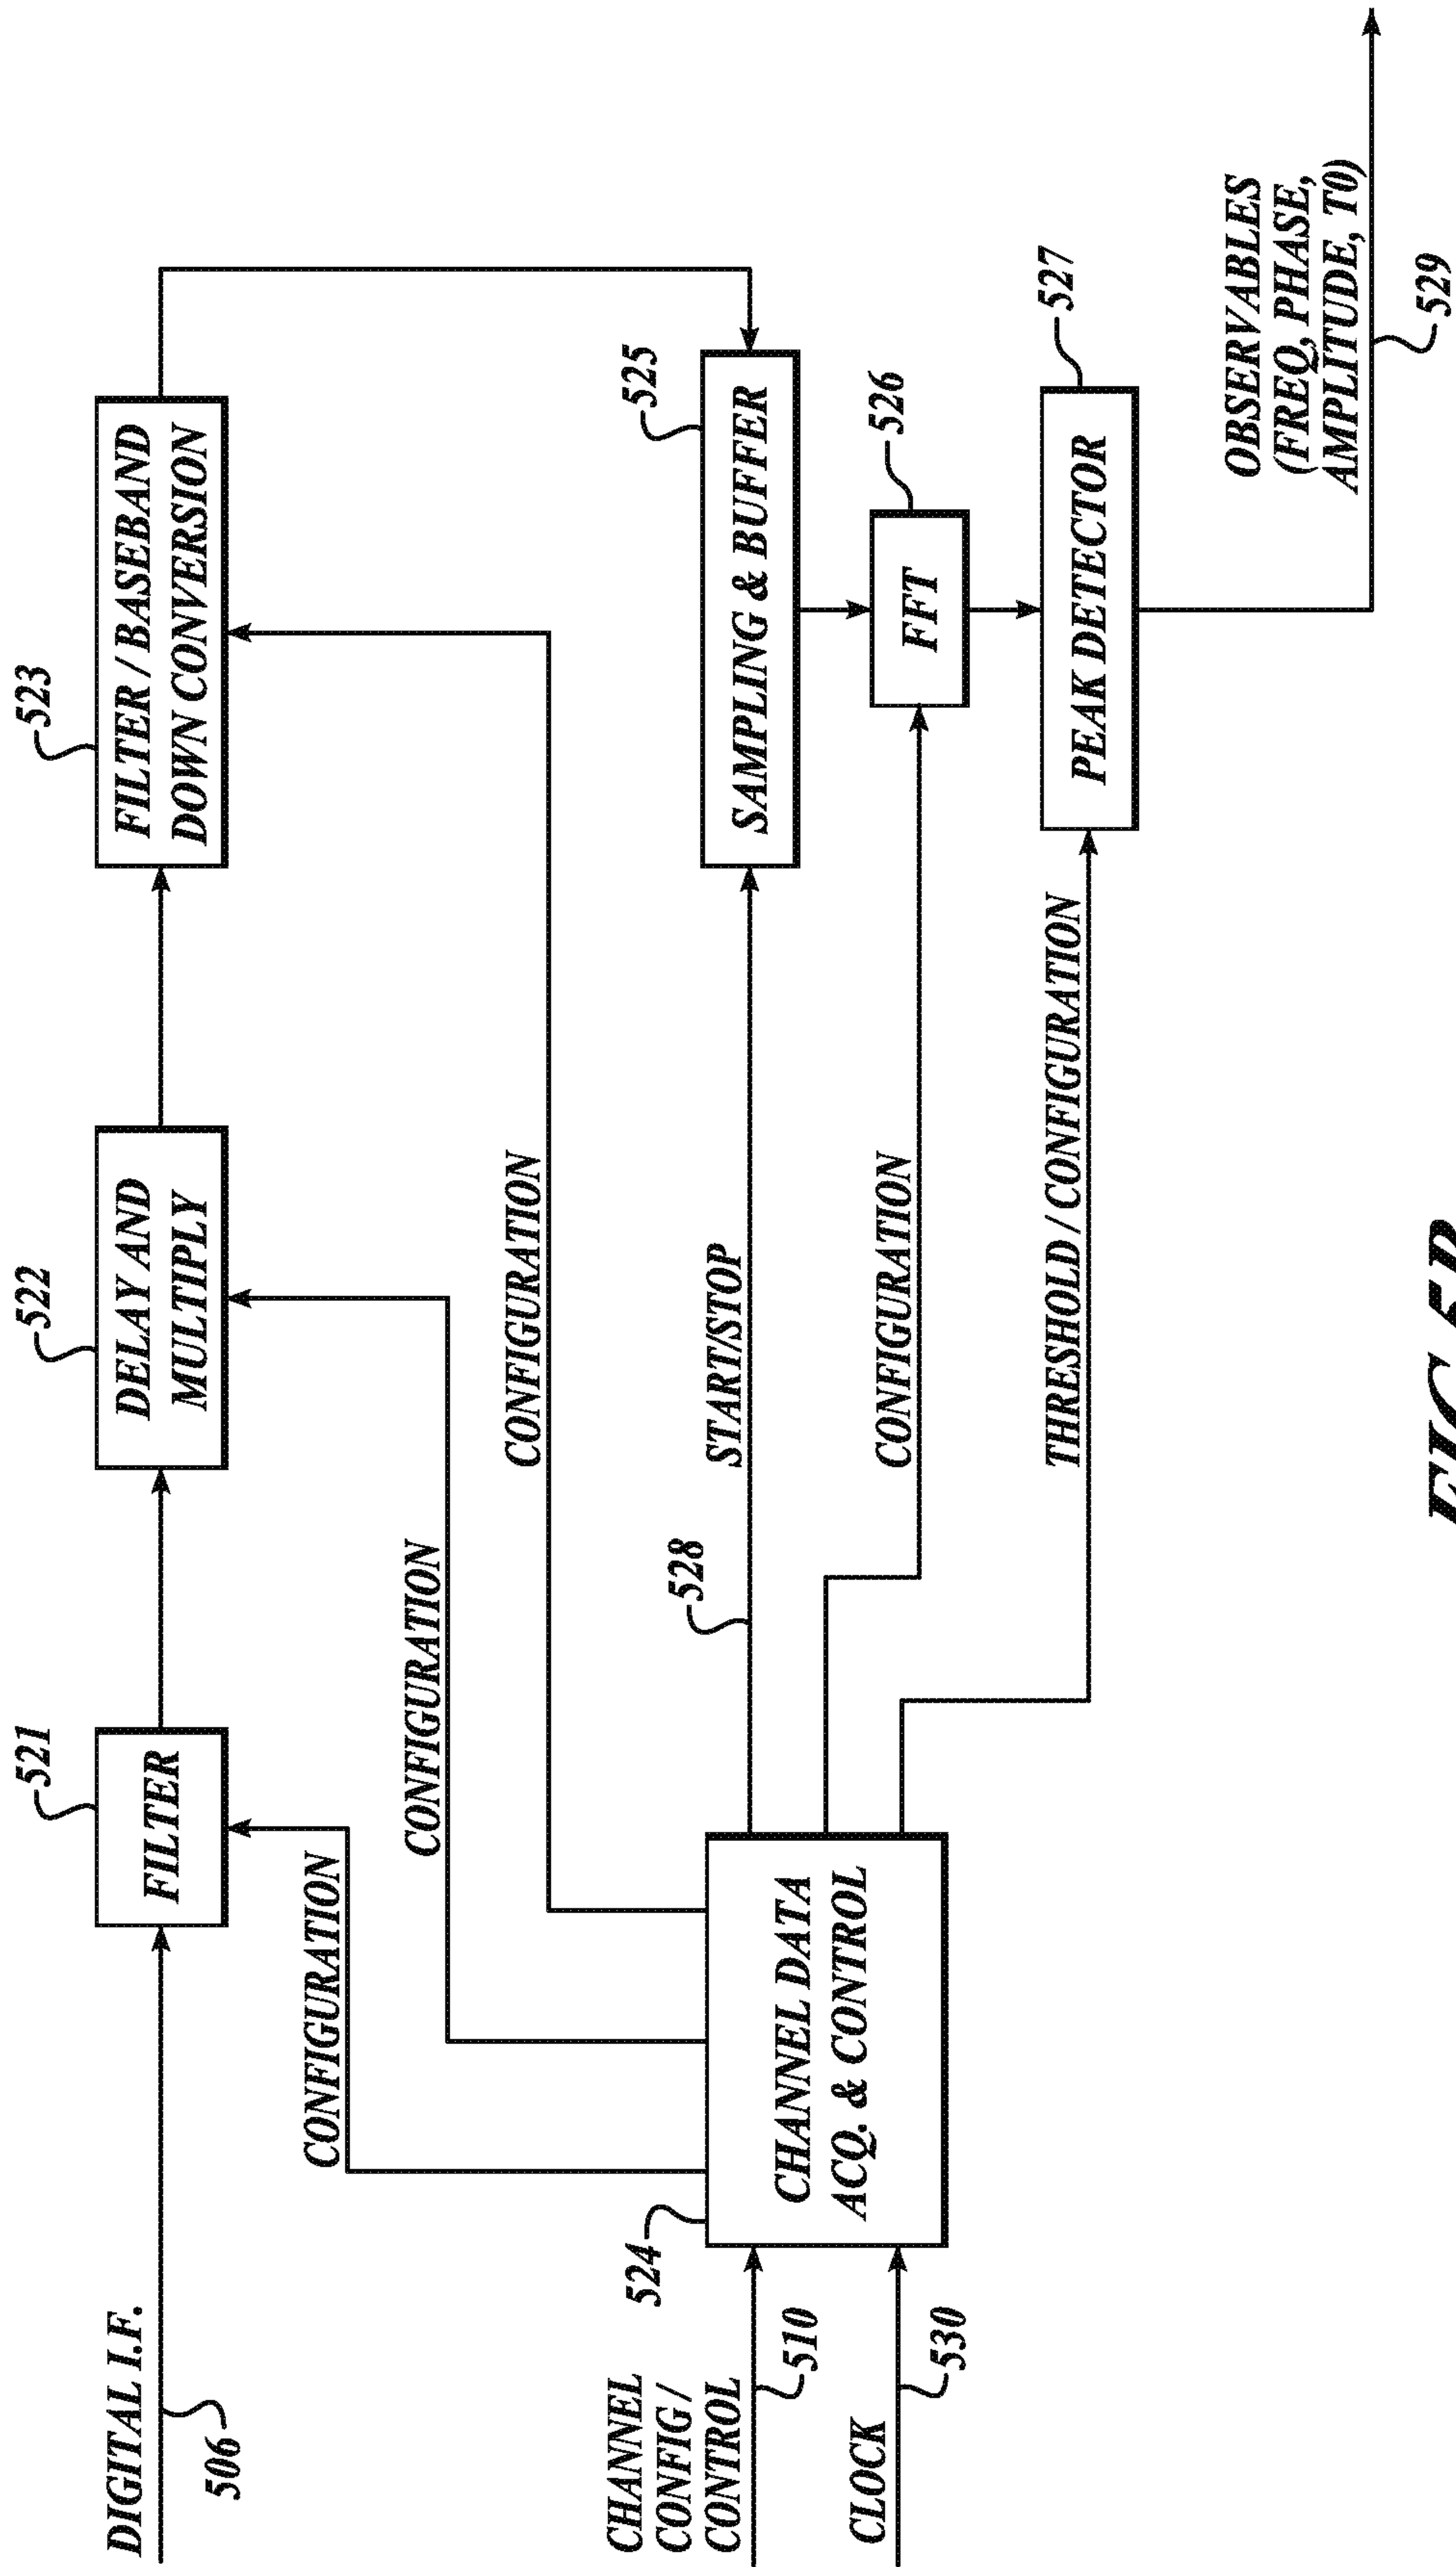 DIGITAL I.F.
506
521
FILTER
522
DELAY AND
MULTIPLY
523
FILTER / BASEBAND
DOWN CONVERSION
CONFIGURATION
CONFIGURATION
CONFIGURATION
CHANNEL
CONFIG /
CONTROL
510
CLOCK
530
524
CHANNEL DATA
ACQ. & CONTROL
528
START/STOP
525
SAMPLING & BUFFER
CONFIGURATION
526
FFT
THRESHOLD / CONFIGURATION
527
PEAK DETECTOR
OBSERVABLES
(FREQ, PHASE,
AMPLITUDE, T0)
529